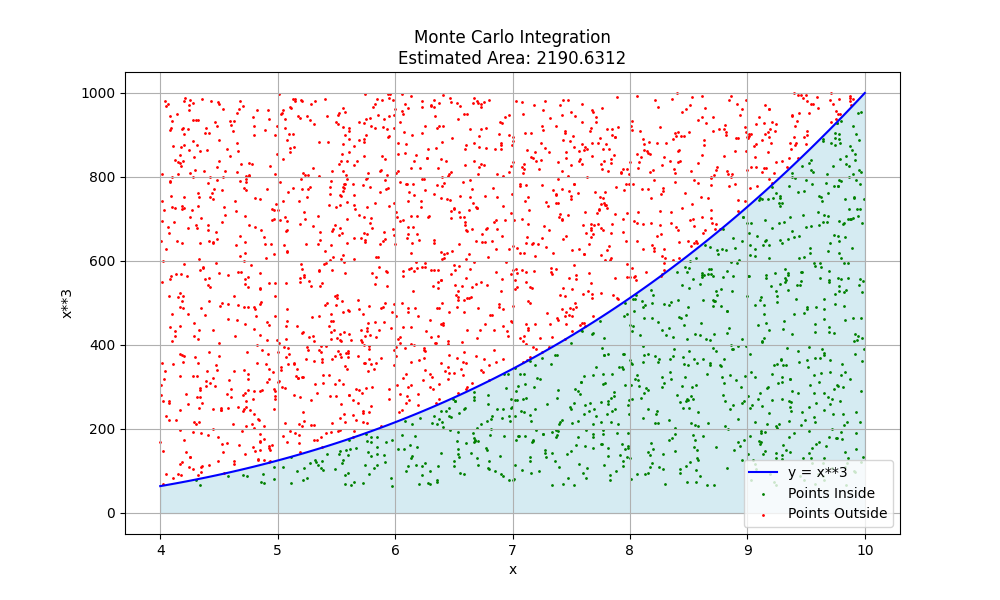 Monte Carlo Integration
Estimated Area: 2190.6312
x**3
1000
800
600
400
200
0
4
5
6
7
8
9
10
x
y = x**3
Points Inside
Points Outside